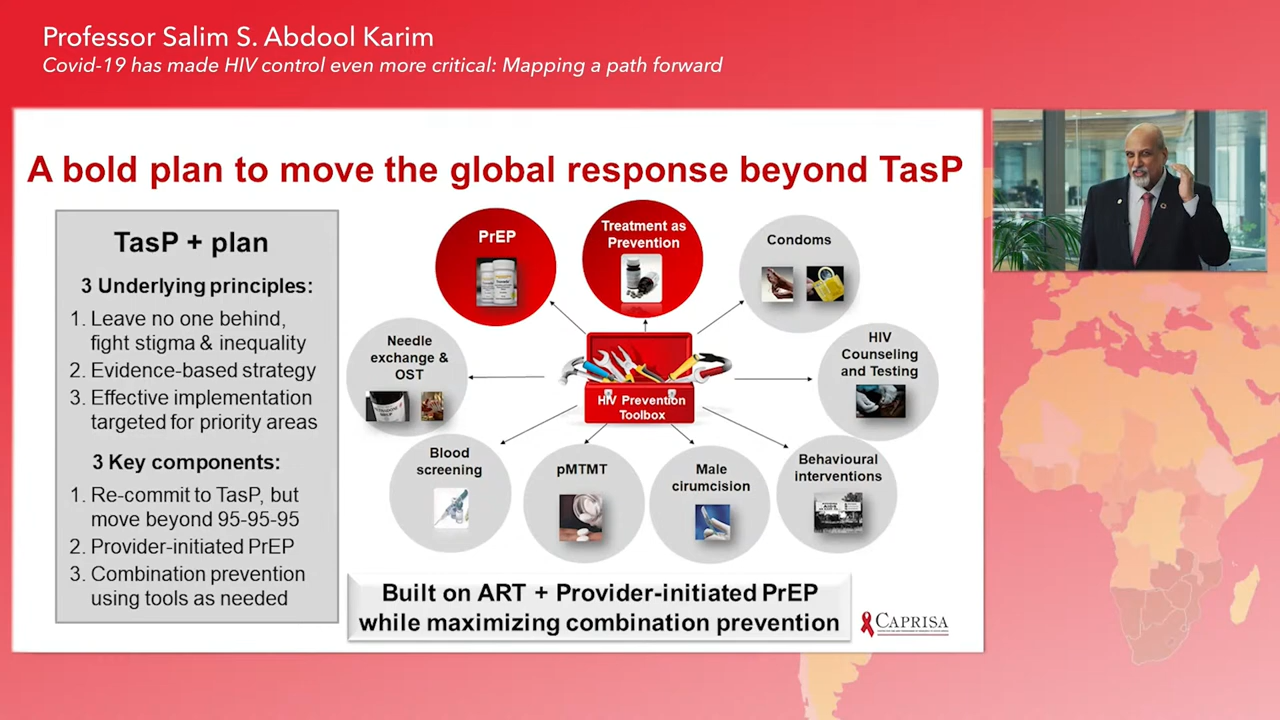 Professor Salim S. Abdool Karim
Covid-19 has made HIV control even more critical: Mapping a path forward
A bold plan to move the global response beyond TasP
TasP + plan
3 Underlying principles:
1. Leave no one behind,
fight stigma & inequality
2. Evidence-based strategy
3. Effective implementation
targeted for priority areas
3 Key components:
1. Re-commit to TasP, but
move beyond 95-95-95
2. Provider-initiated PrEP
3. Combination prevention
using tools as needed
PrEP
Treatment as
Prevention
Condoms
Needle
exchange &
OST
HIV
Counseling
and Testing
HIV Prevention
Toolbox
Blood
screening
pMTMT
Male
cirumcision
Behavioural
interventions
Built on ART + Provider-initiated PrEP
while maximizing combination prevention
CAPRISA